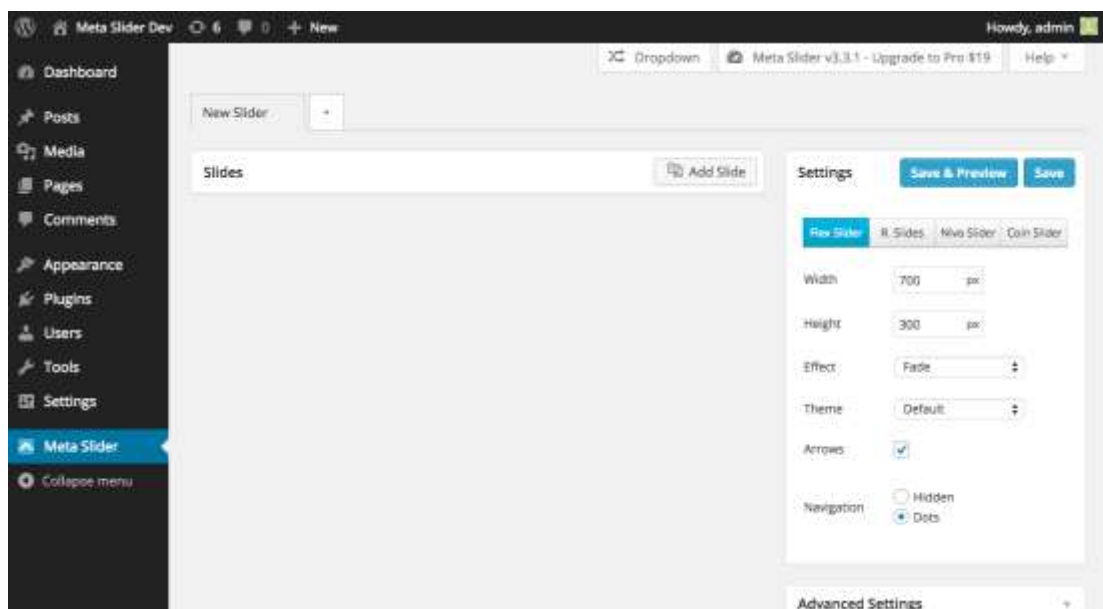 Meta Slider Dev 6 0 + New Howdy, admin
Dropdown Meta Slider v3.3.1 - Upgrade to Pro $19 Help
Dashboard
Posts
Media
Pages
Comments
Appearance
Plugins
Users
Tools
Settings
Meta Slider
Collapse menu
New Slider +
Slides Add Slide
Settings Save & Preview Save
Flex Slider R. Slides Nivo Slider Coin Slider
Width 700 px
Height 300 px
Effect Fade
Theme Default
Arrows
Navigation Hidden
Dots
Advanced Settings